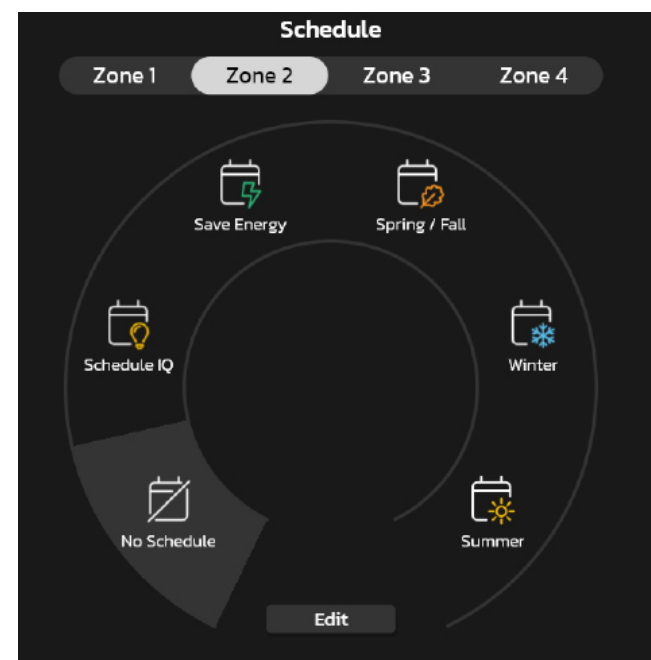 Schedule
Zone 1 Zone 2 Zone 3 Zone 4
Save Energy Spring / Fall
Schedule IQ Winter
No Schedule Summer
Edit